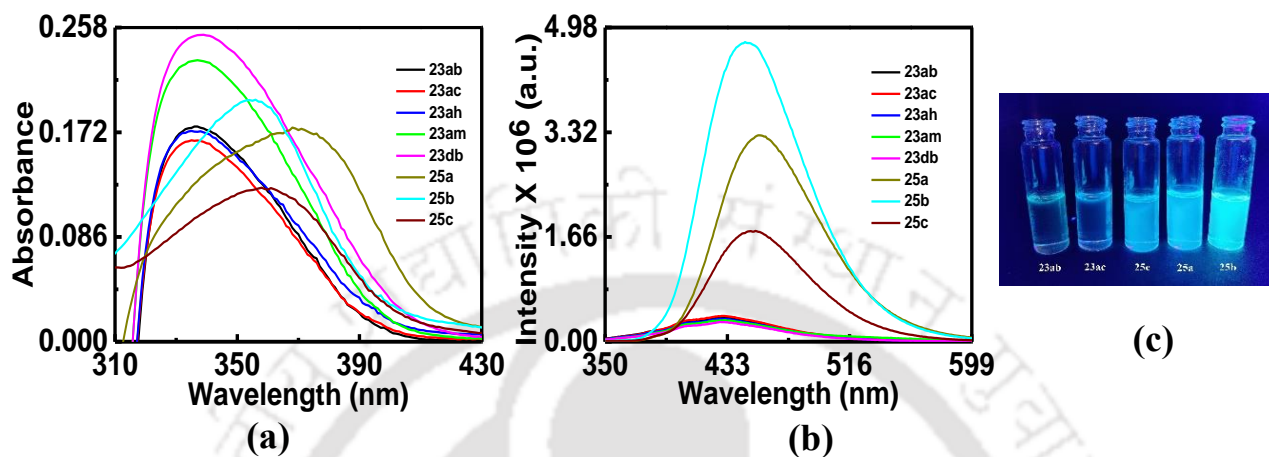 0.258
0.172
0.086
0.000
Absorbance
310 350 390 430
Wavelength (nm)
23ab
23ac
23ah
23am
23db
25a
25b
25c
(a)
4.98
3.32
1.66
0.00
Intensity X 10⁶ (a.u.)
350 433 516 599
Wavelength (nm)
23ab
23ac
23ah
23am
23db
25a
25b
25c
(b)
23ab 23ac 25c 25a 25b
(c)